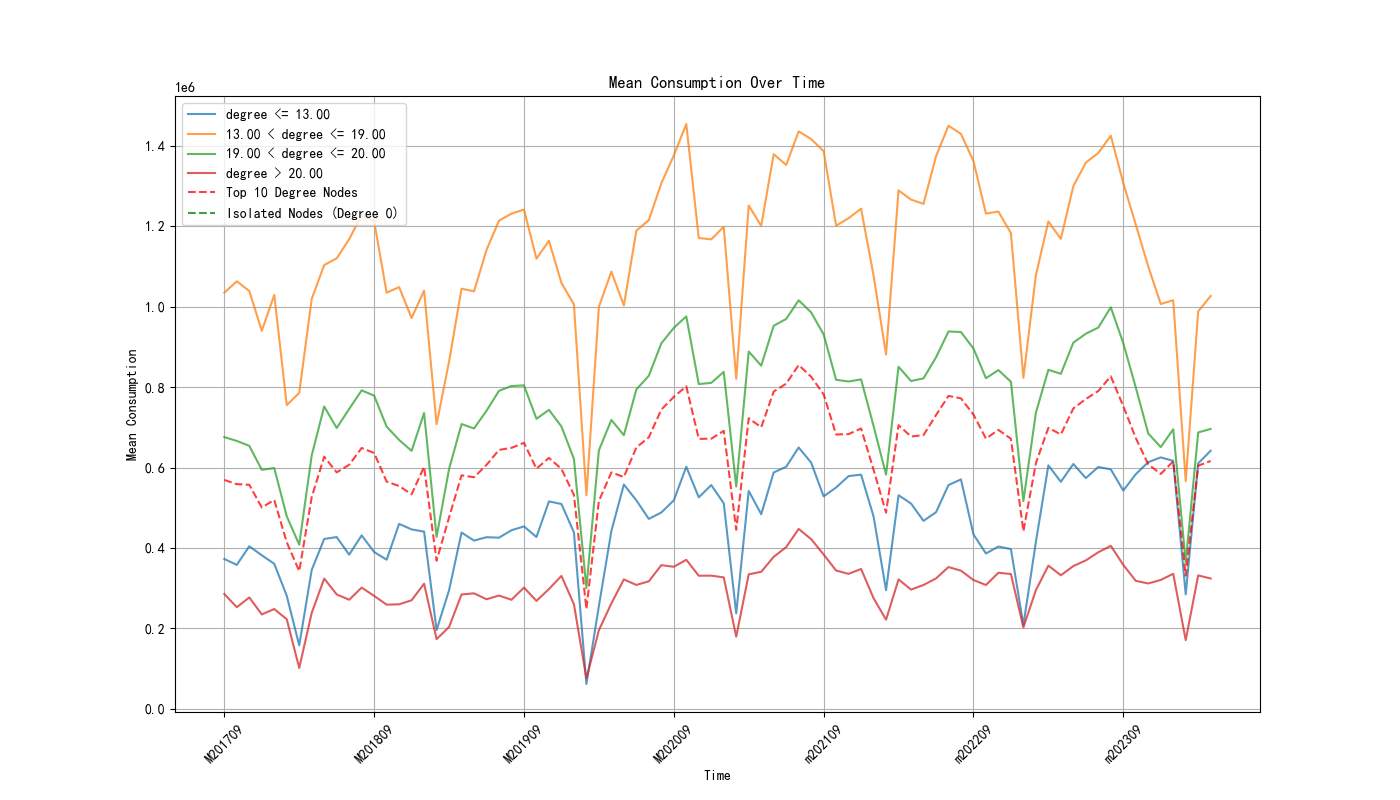 Mean Consumption Over Time
1e6
degree <= 13.00
13.00 < degree <= 19.00
19.00 < degree <= 20.00
degree > 20.00
Top 10 Degree Nodes
Isolated Nodes (Degree 0)
1.4
1.2
1.0
0.8
0.6
0.4
0.2
0.0
Mean Consumption
M201709
M201809
M201909
M202009
m202109
m202209
m202309
Time